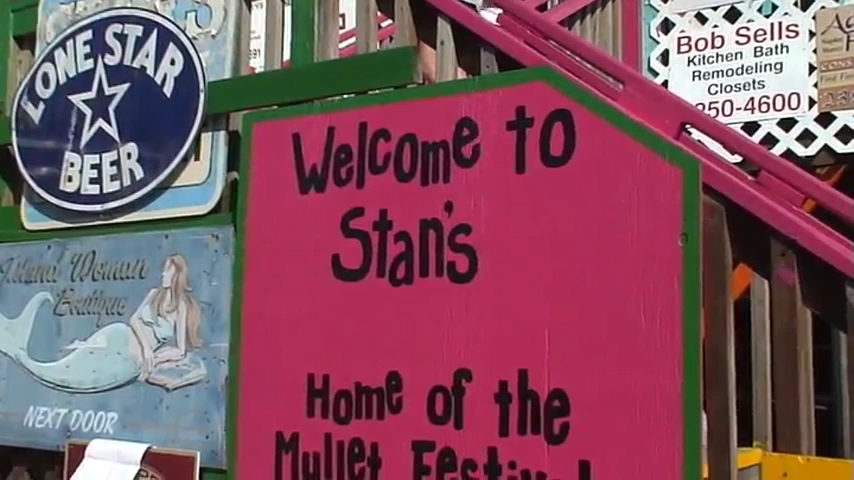 LONE STAR
BEER
Welcome to
Stan's
Home of the
Mullet Festival
Island Woman
Boutique
NEXT DOOR
Bob Sells
Kitchen Bath
Remodeling
Closets
250-4600